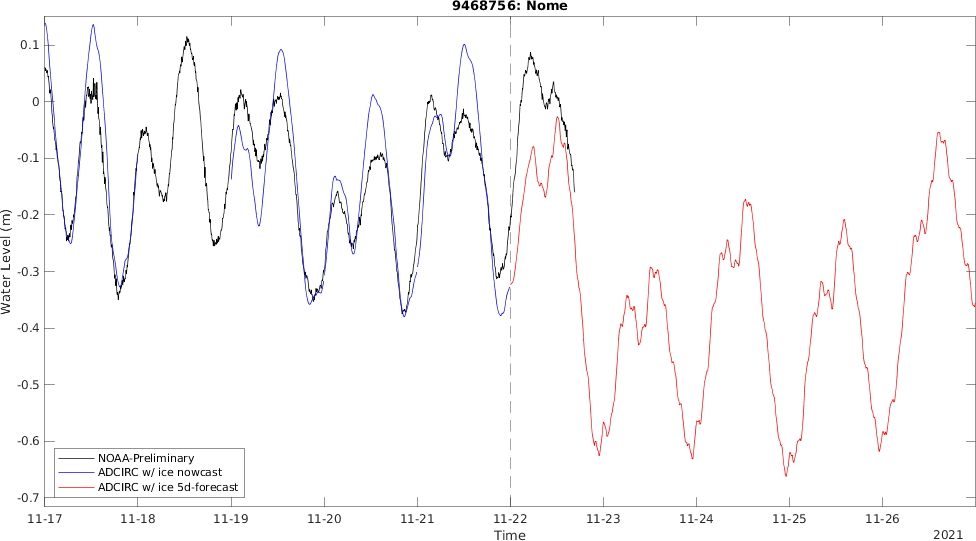 9468756: Nome
0.1
0
-0.1
-0.2
-0.3
-0.4
-0.5
-0.6
-0.7
Water Level (m)
NOAA-Preliminary
ADCIRC w/ ice nowcast
ADCIRC w/ ice 5d-forecast
11-17 11-18 11-19 11-20 11-21 11-22 11-23 11-24 11-25 11-26
Time
2021